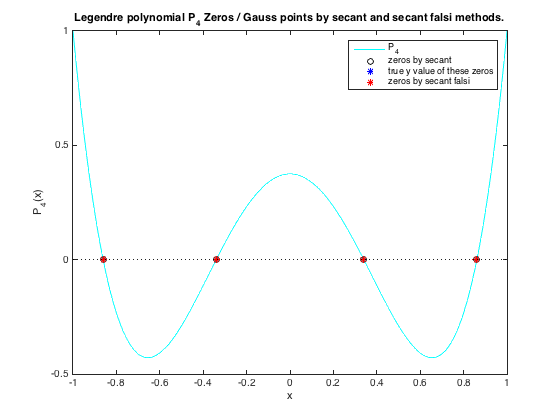 Legendre polynomial P4 Zeros / Gauss points by secant and secant falsi methods.
P4
zeros by secant
true y value of these zeros
zeros by secant falsi
1
0.5
0
-0.5
P4(x)
-1 -0.8 -0.6 -0.4 -0.2 0 0.2 0.4 0.6 0.8 1
x